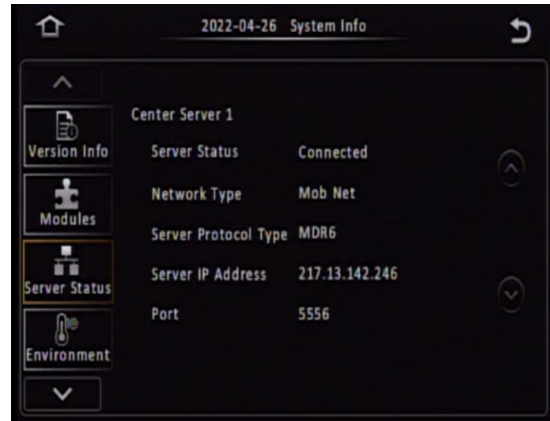 2022-04-26 System Info
Version Info
Modules
Server Status
Environment
Center Server 1
Server Status Connected
Network Type Mob Net
Server Protocol Type MDR6
Server IP Address 217.13.142.246
Port 5556